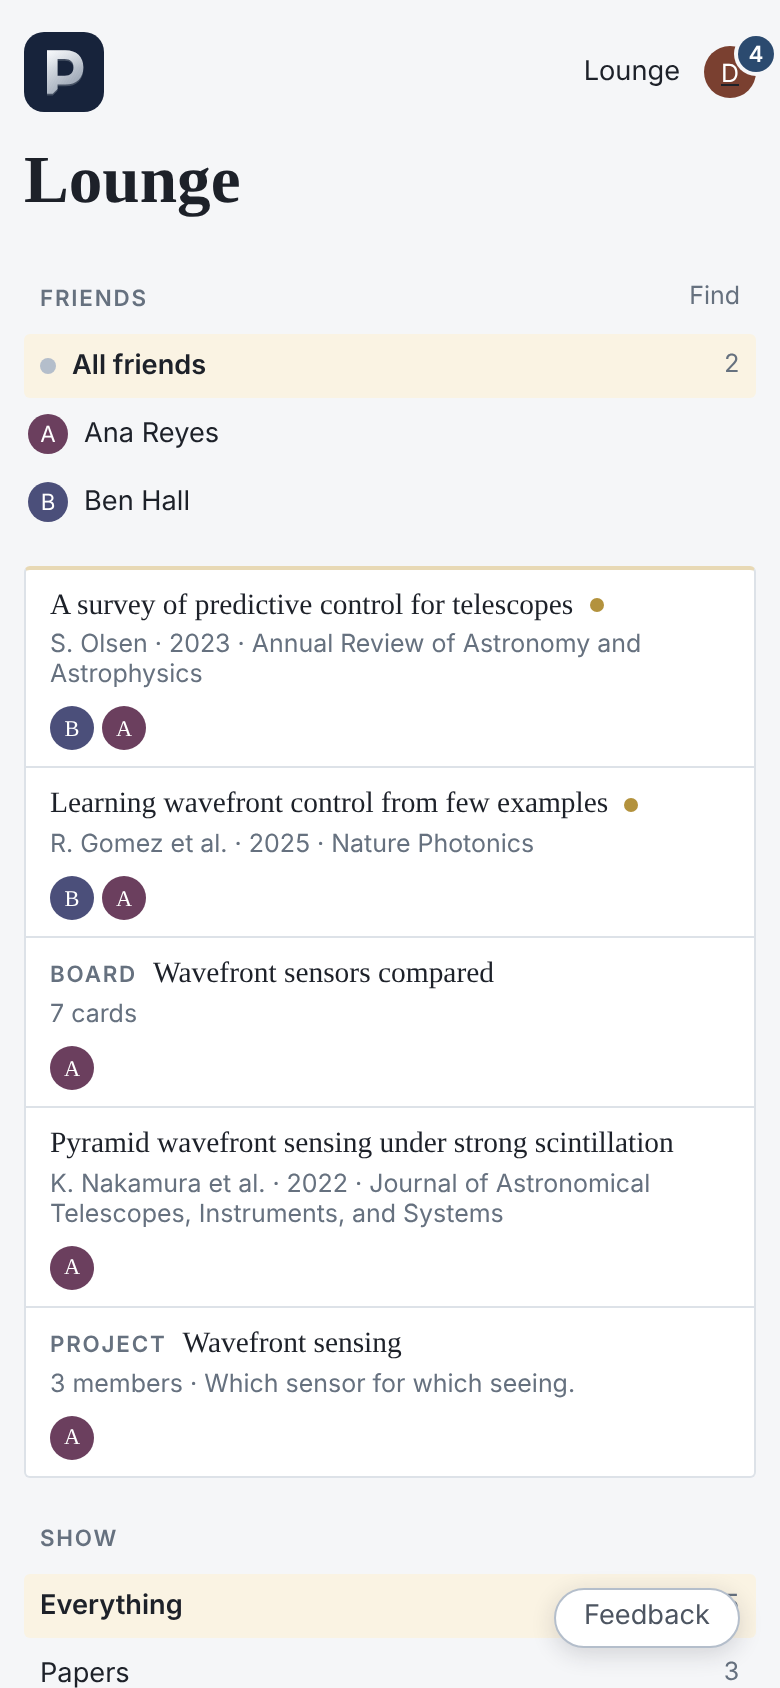 P
Lounge
D
4
Lounge
FRIENDS
Find
All friends
2
A
Ana Reyes
B
Ben Hall
A survey of predictive control for telescopes
S. Olsen · 2023 · Annual Review of Astronomy and
Astrophysics
B A
Learning wavefront control from few examples
R. Gomez et al. · 2025 · Nature Photonics
B A
BOARD Wavefront sensors compared
7 cards
A
Pyramid wavefront sensing under strong scintillation
K. Nakamura et al. · 2022 · Journal of Astronomical
Telescopes, Instruments, and Systems
A
PROJECT Wavefront sensing
3 members · Which sensor for which seeing.
A
SHOW
Everything
Feedback
Papers
3